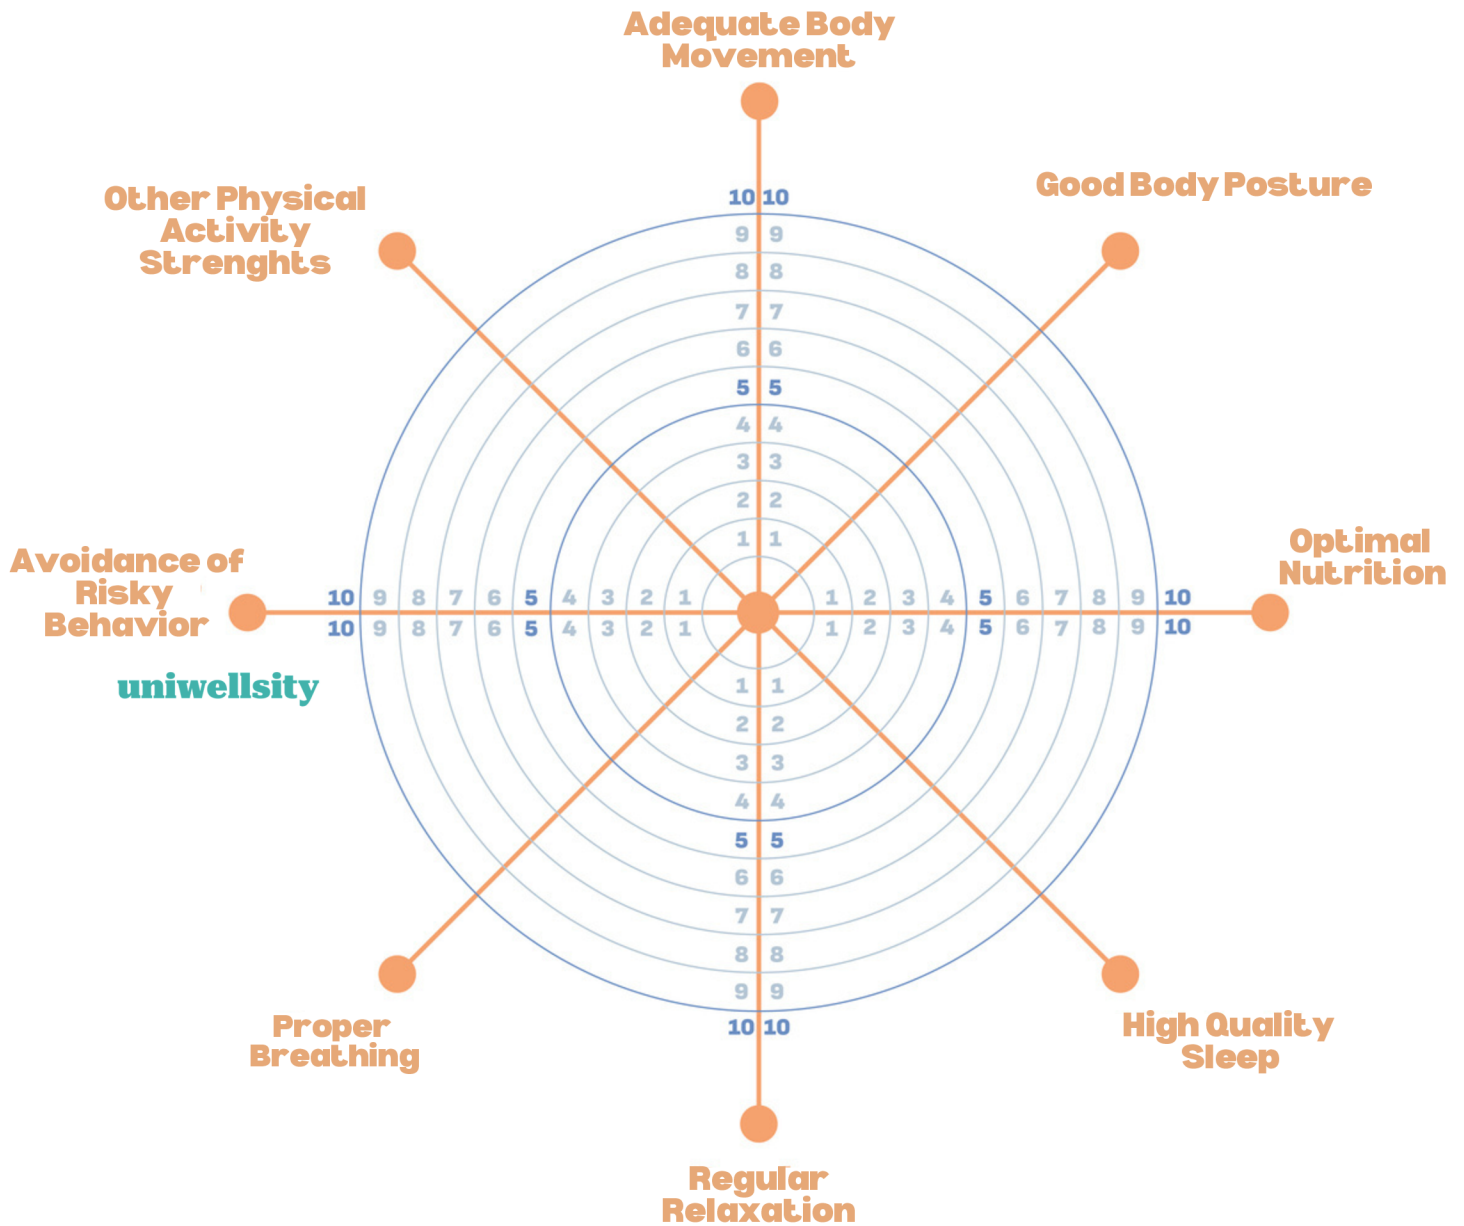 Adequate Body
Movement
Good Body Posture
Other Physical
Activity
Strenghts
10 10
9 9
8 8
7 7
6 6
5 5
4 4
3 3
2 2
1 1
Optimal
Nutrition
Avoidance of
Risky
Behavior
10 9 8 7 6 5 4 3 2 1 1 2 3 4 5 6 7 8 9 10
10 9 8 7 6 5 4 3 2 1 1 2 3 4 5 6 7 8 9 10
uniwellsity
1 1
2 2
3 3
4 4
5 5
6 6
7 7
8 8
9 9
10 10
Proper
Breathing
High Quality
Sleep
Regular
Relaxation